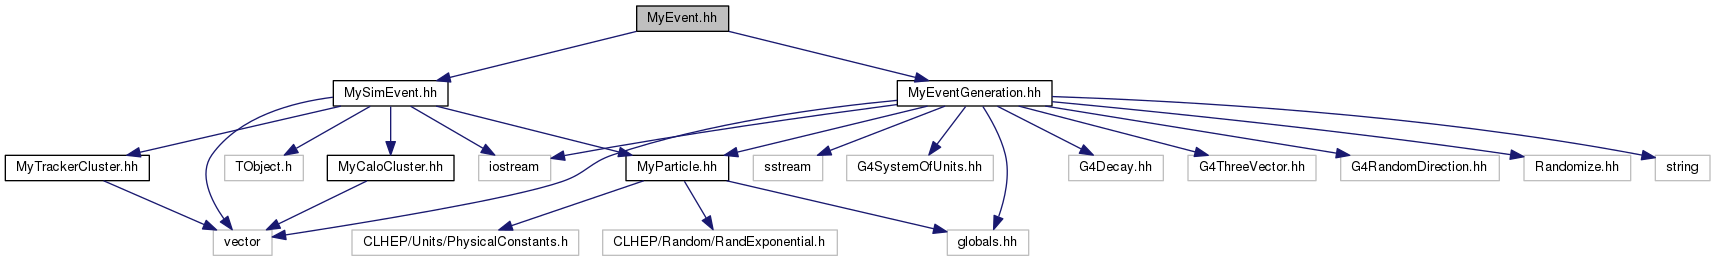 MyEvent.hh
MySimEvent.hh
MyEventGeneration.hh
MyTrackerCluster.hh
TObject.h
MyCaloCluster.hh
iostream
MyParticle.hh
sstream
G4SystemOfUnits.hh
G4Decay.hh
G4ThreeVector.hh
G4RandomDirection.hh
Randomize.hh
string
vector
CLHEP/Units/PhysicalConstants.h
CLHEP/Random/RandExponential.h
globals.hh